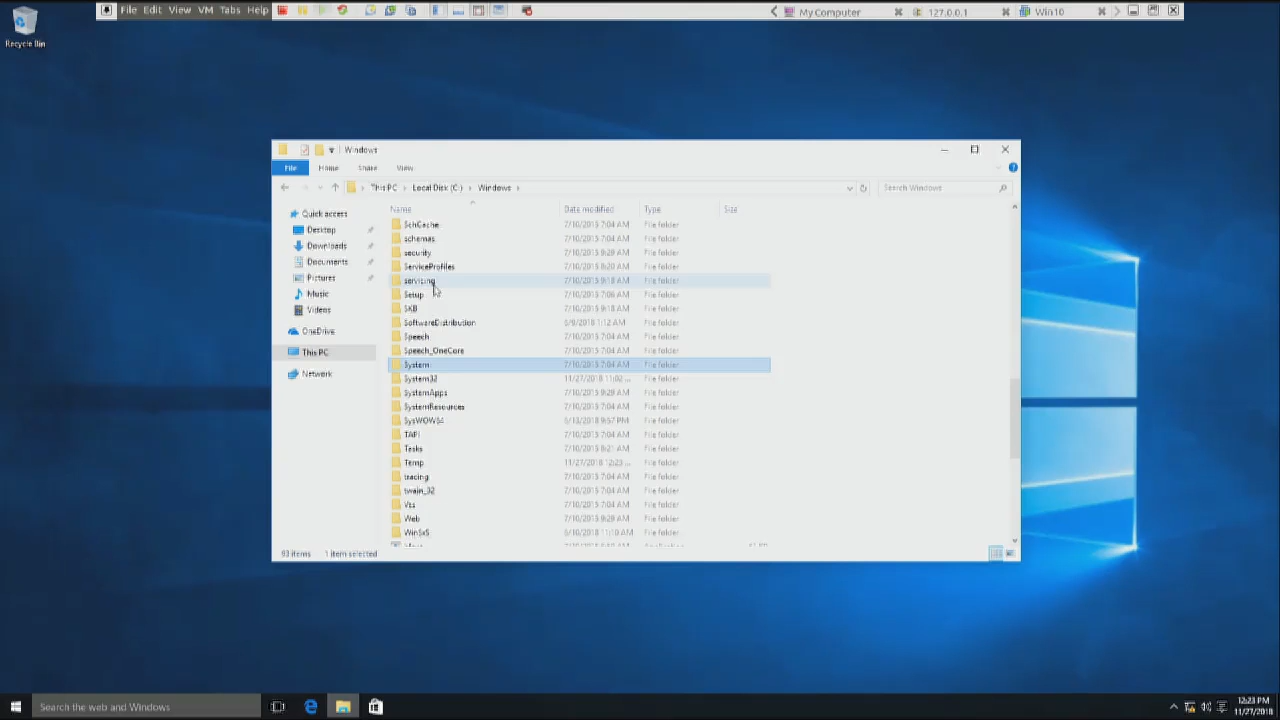 File Edit View VM Tabs Help
My Computer
127.0.0.1
Win10
Recycle Bin
Windows
File Home Share View
This PC Local Disk (C:) Windows
Search Windows
Name Date modified Type Size
Quick access
Desktop
Downloads
Documents
Pictures
Music
Videos
OneDrive
This PC
Network
SchCache 7/10/2015 7:04 AM File folder
schemas 7/10/2015 7:04 AM File folder
security 7/10/2015 9:29 AM File folder
ServiceProfiles 7/10/2015 8:20 AM File folder
servicing 7/10/2015 9:18 AM File folder
Setup 7/10/2015 7:06 AM File folder
SKB 7/10/2015 9:18 AM File folder
SoftwareDistribution 6/8/2018 1:12 AM File folder
Speech 7/10/2015 7:04 AM File folder
Speech_OneCore 7/10/2015 7:04 AM File folder
System 7/10/2015 7:04 AM File folder
System32 11/27/2018 11:02 ... File folder
SystemApps 7/10/2015 9:29 AM File folder
SystemResources 7/10/2015 7:04 AM File folder
SysWOW64 6/13/2018 9:57 PM File folder
TAPI 7/10/2015 7:04 AM File folder
Tasks 7/10/2015 8:21 AM File folder
Temp 11/27/2018 12:23 ... File folder
tracing 7/10/2015 7:04 AM File folder
twain_32 7/10/2015 7:04 AM File folder
Vss 7/10/2015 7:04 AM File folder
Web 7/10/2015 9:29 AM File folder
WinSxS 6/10/2018 11:10 AM File folder
93 items 1 item selected
Search the web and Windows
12:23 PM
11/27/2018